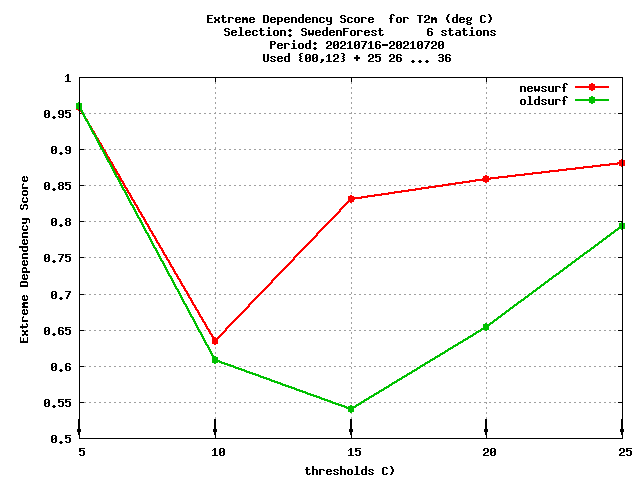 Extreme Dependency Score  for T2m (deg C)
Selection: SwedenForest      6 stations
Period: 20210716-20210720
Used {00,12} + 25 26 ... 36
newsurf
oldsurf
1
0.95
0.9
0.85
0.8
0.75
0.7
0.65
0.6
0.55
0.5
Extreme Dependency Score
5 10 15 20 25
thresholds C)